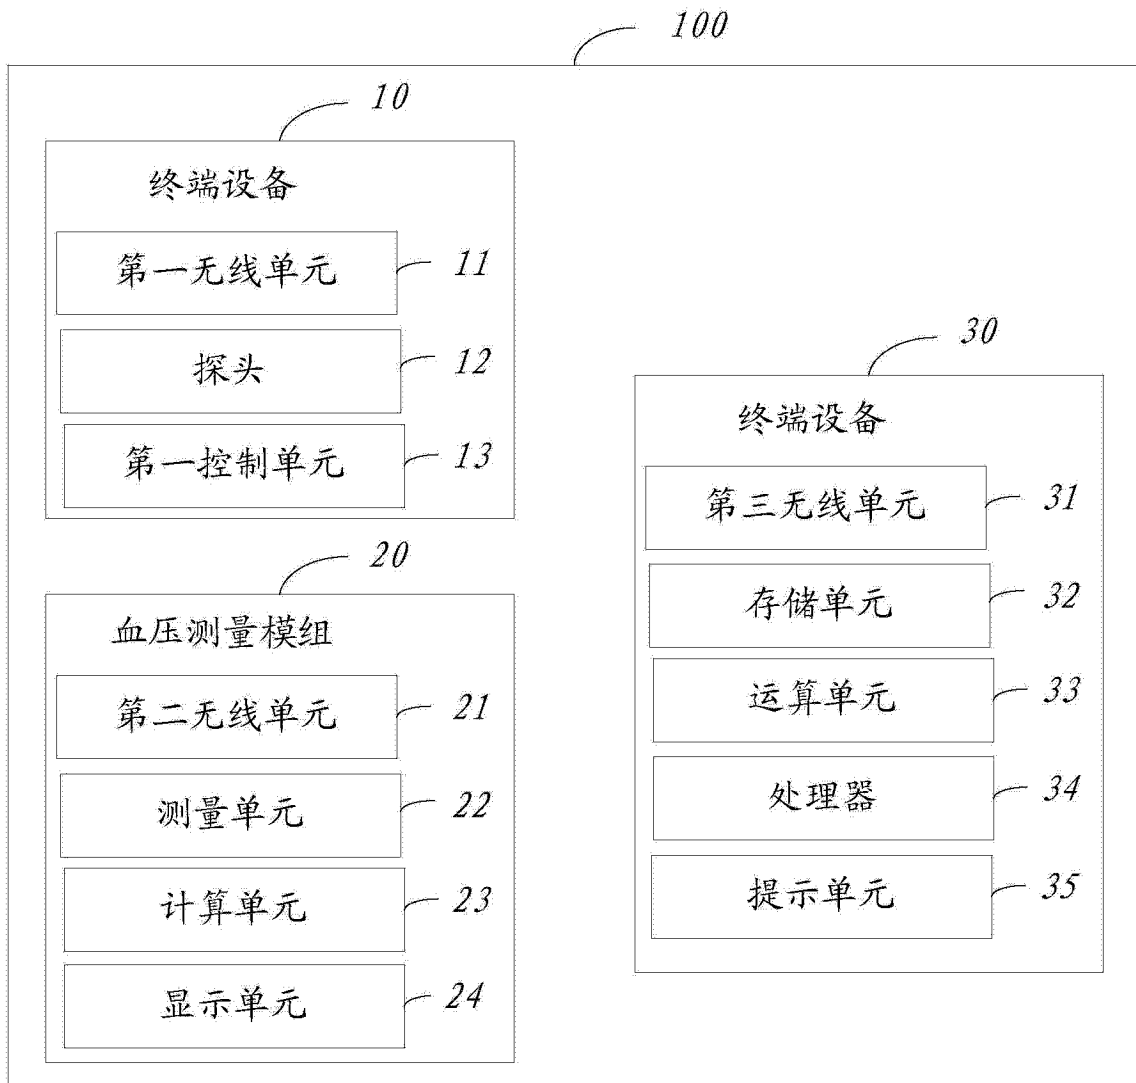 100
10
终端设备
第一无线单元 11
探头 12
第一控制单元 13
20
血压测量模组
第二无线单元 21
测量单元 22
计算单元 23
显示单元 24
30
终端设备
第三无线单元 31
存储单元 32
运算单元 33
处理器 34
提示单元 35